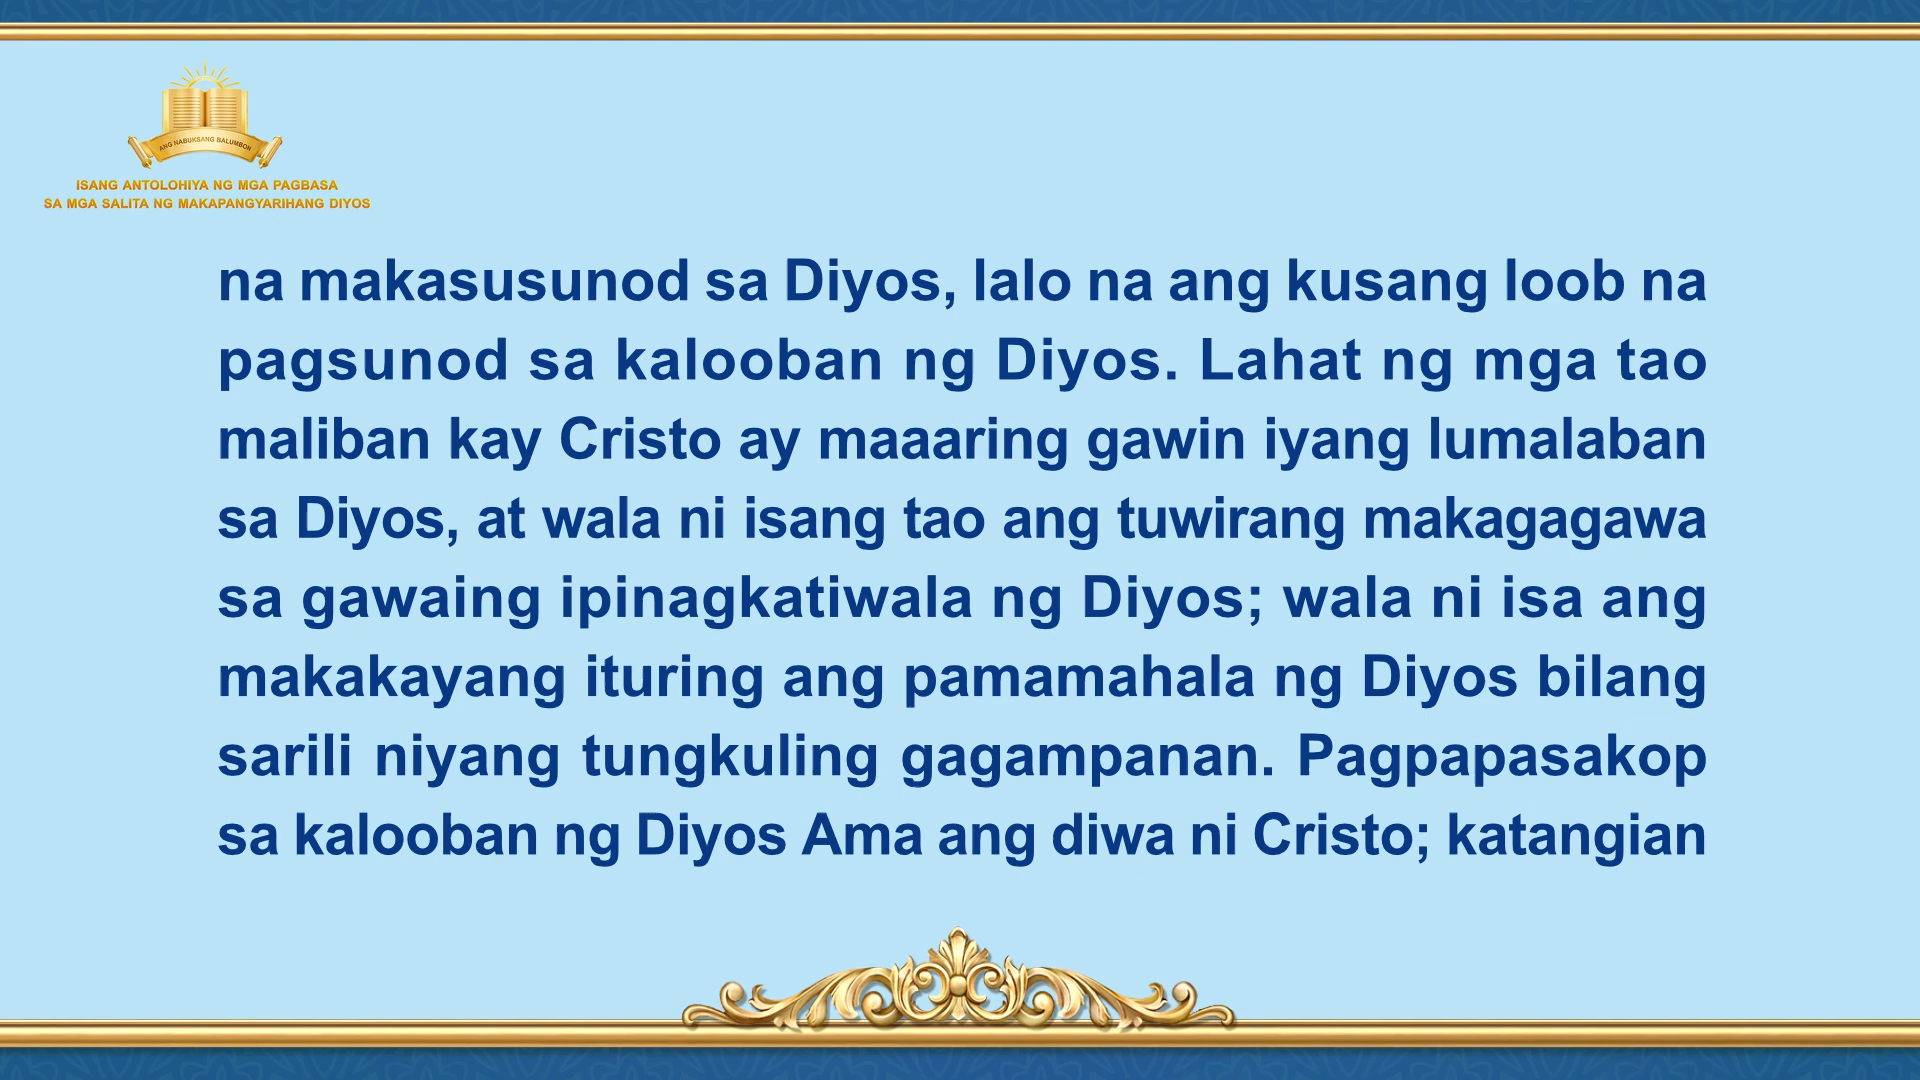 ANG NABUKSANG BALUMBON
ISANG ANTOLOHIYA NG MGA PAGBASA
SA MGA SALITA NG MAKAPANGYARIHANG DIYOS
na makasusunod sa Diyos, lalo na ang kusang loob na
pagsunod sa kalooban ng Diyos. Lahat ng mga tao
maliban kay Cristo ay maaaring gawin iyang lumalaban
sa Diyos, at wala ni isang tao ang tuwirang makagagawa
sa gawaing ipinagkatiwala ng Diyos; wala ni isa ang
makakayang ituring ang pamamahala ng Diyos bilang
sarili niyang tungkuling gagampanan. Pagpapasakop
sa kalooban ng Diyos Ama ang diwa ni Cristo; katangian